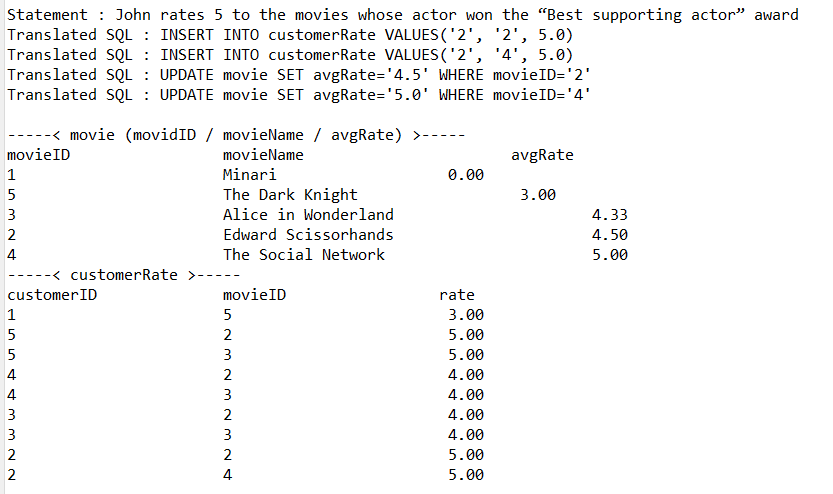 Statement : John rates 5 to the movies whose actor won the “Best supporting actor” award
Translated SQL : INSERT INTO customerRate VALUES('2', '2', 5.0)
Translated SQL : INSERT INTO customerRate VALUES('2', '4', 5.0)
Translated SQL : UPDATE movie SET avgRate='4.5' WHERE movieID='2'
Translated SQL : UPDATE movie SET avgRate='5.0' WHERE movieID='4'
-----< movie (movidID / movieName / avgRate) >-----
movieID movieName avgRate
1 Minari 0.00
5 The Dark Knight 3.00
3 Alice in Wonderland 4.33
2 Edward Scissorhands 4.50
4 The Social Network 5.00
-----< customerRate >-----
customerID movieID rate
1 5 3.00
5 2 5.00
5 3 5.00
4 2 4.00
4 3 4.00
3 2 4.00
3 3 4.00
2 2 5.00
2 4 5.00